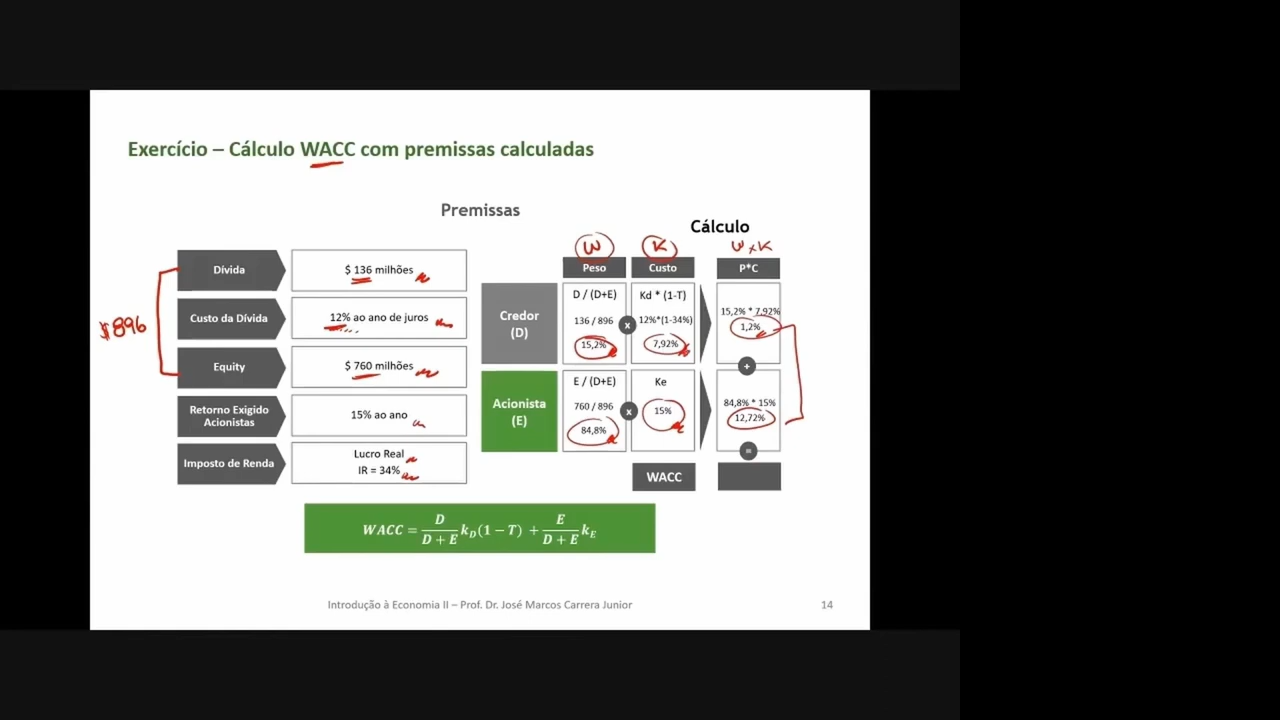 Exercício – Cálculo WACC com premissas calculadas
Premissas
Cálculo
$896
Dívida
$ 136 milhões
Custo da Dívida
12% ao ano de juros
Equity
$ 760 milhões
Retorno Exigido
Acionistas
15% ao ano
Imposto de Renda
Lucro Real
IR = 34%
W
K
W x K
Peso
Custo
P*C
Credor
(D)
D / (D+E)
136 / 896
15,2%
x
Kd * (1-T)
12%*(1-34%)
7,92%
15,2% * 7,92%
1,2%
+
Acionista
(E)
E / (D+E)
760 / 896
84,8%
x
Ke
15%
84,8% * 15%
12,72%
=
WACC
WACC = D / D + E kD(1 − T) + E / D + E kE
Introdução à Economia II – Prof. Dr. José Marcos Carrera Junior
14